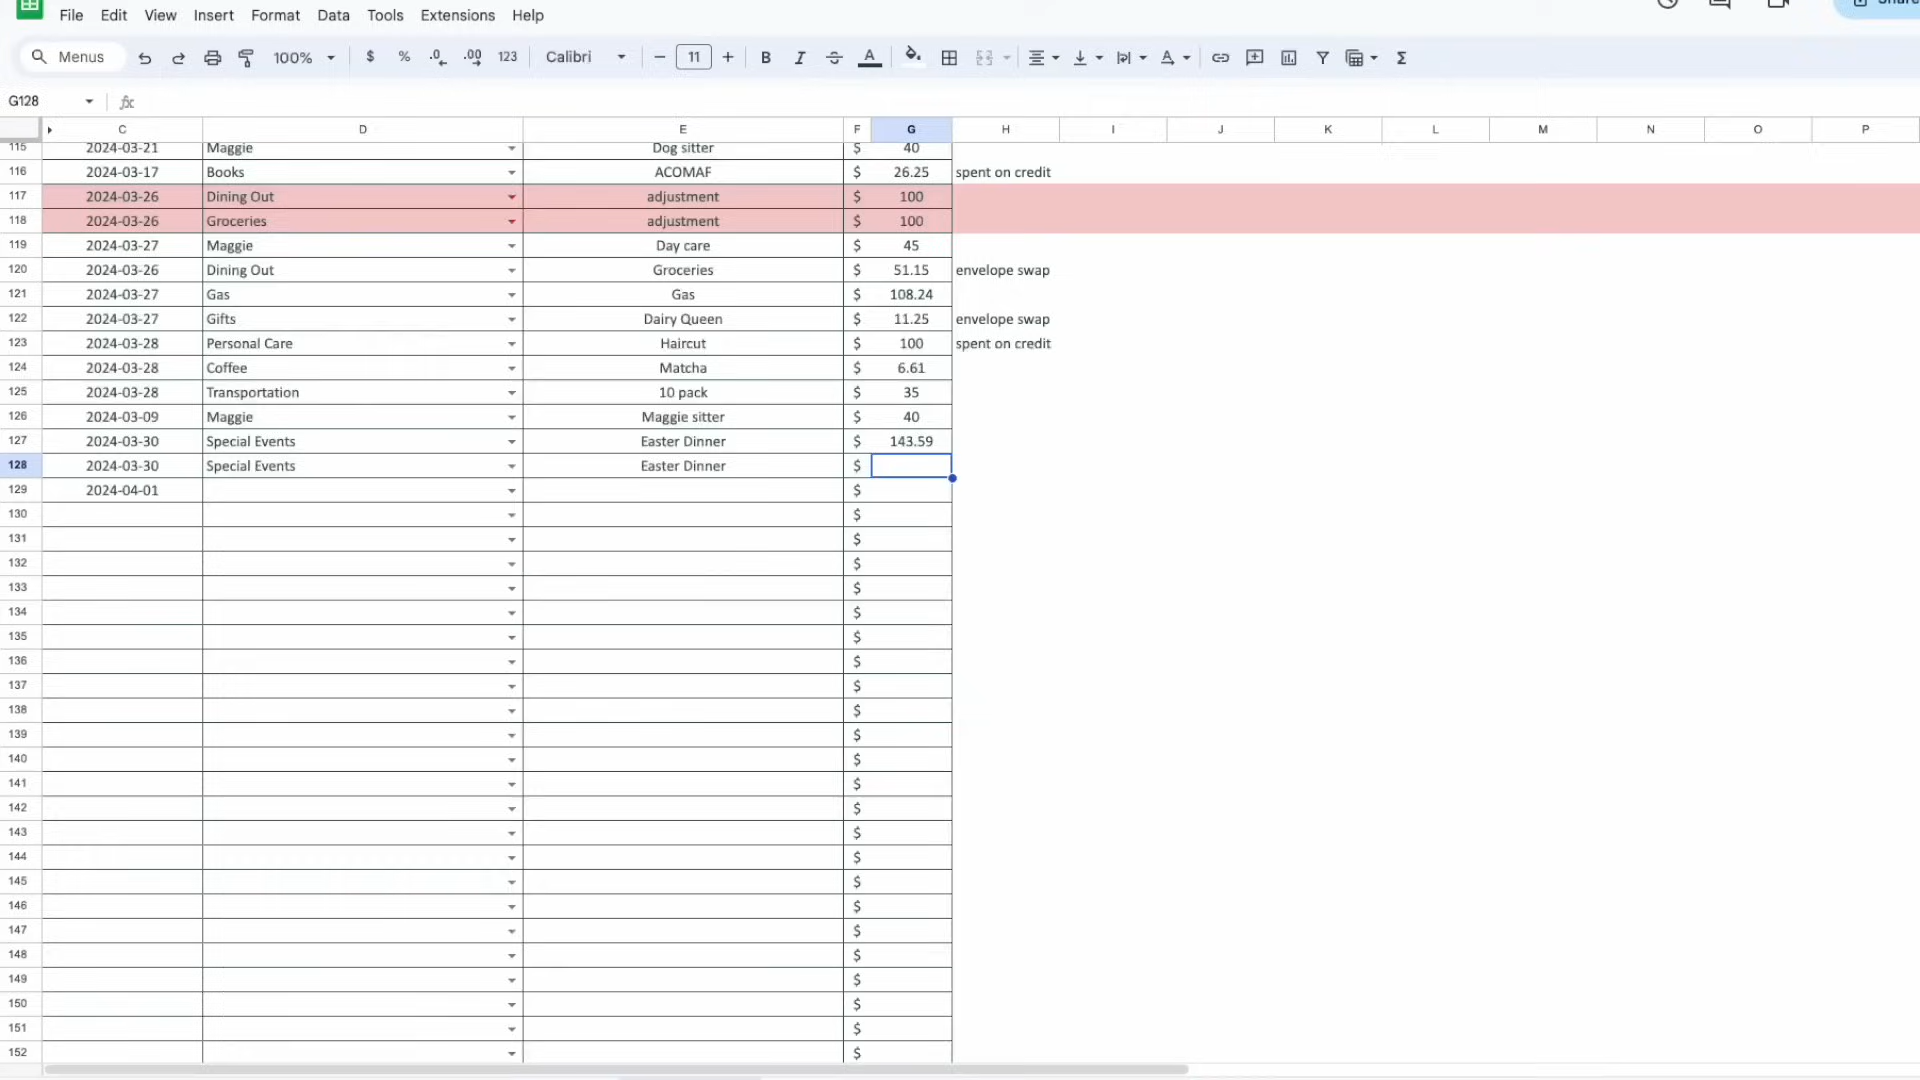 File Edit View Insert Format Data Tools Extensions Help
Menus 100% $ % .0 .00 123 Calibri 11 B I A A Σ
G128 fx
C D E F G H I J K L M N O P
115 2024-03-21 Maggie Dog sitter $ 40
116 2024-03-17 Books ACOMAF $ 26.25 spent on credit
117 2024-03-26 Dining Out adjustment $ 100
118 2024-03-26 Groceries adjustment $ 100
119 2024-03-27 Maggie Day care $ 45
120 2024-03-26 Dining Out Groceries $ 51.15 envelope swap
121 2024-03-27 Gas Gas $ 108.24
122 2024-03-27 Gifts Dairy Queen $ 11.25 envelope swap
123 2024-03-28 Personal Care Haircut $ 100 spent on credit
124 2024-03-28 Coffee Matcha $ 6.61
125 2024-03-28 Transportation 10 pack $ 35
126 2024-03-09 Maggie Maggie sitter $ 40
127 2024-03-30 Special Events Easter Dinner $ 143.59
128 2024-03-30 Special Events Easter Dinner $
129 2024-04-01 $
130 $
131 $
132 $
133 $
134 $
135 $
136 $
137 $
138 $
139 $
140 $
141 $
142 $
143 $
144 $
145 $
146 $
147 $
148 $
149 $
150 $
151 $
152 $